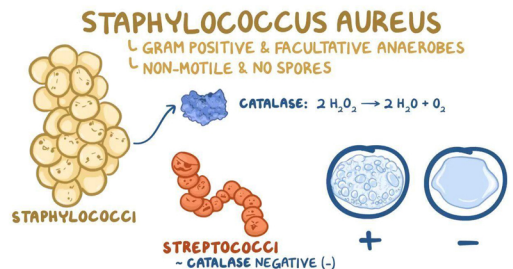 STAPHYLOCOCCUS AUREUS
GRAM POSITIVE & FACULTATIVE ANAEROBES
NON-MOTILE & NO SPORES
CATALASE: 2 H₂O₂ → 2 H₂O + O₂
STAPHYLOCOCCI
STREPTOCOCCI
~ CATALASE NEGATIVE (-)
+ -